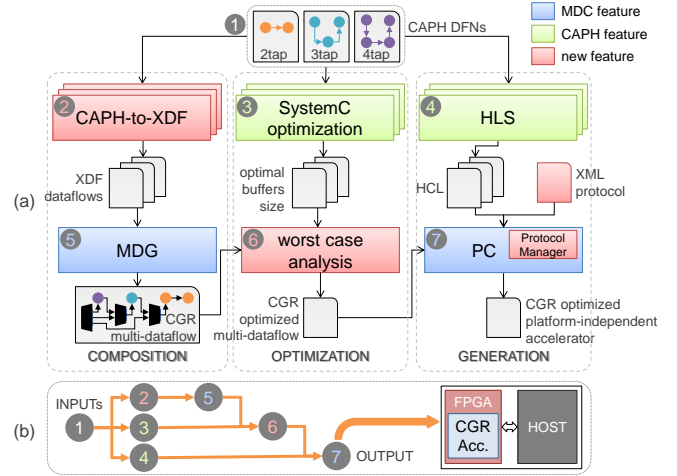 1
2tap
3tap
4tap
CAPH DFNs
MDC feature
CAPH feature
new feature
(a)
2
CAPH-to-XDF
3
SystemC
optimization
4
HLS
XDF
dataflows
optimal
buffers
size
HCL
XML
protocol
5
MDG
6
worst case
analysis
7
PC
Protocol
Manager
CGR
multi-dataflow
CGR
optimized
multi-dataflow
CGR optimized
platform-independent
accelerator
COMPOSITION
OPTIMIZATION
GENERATION
(b)
INPUTs
1
2
5
3
6
4
7
OUTPUT
FPGA
CGR
Acc.
HOST